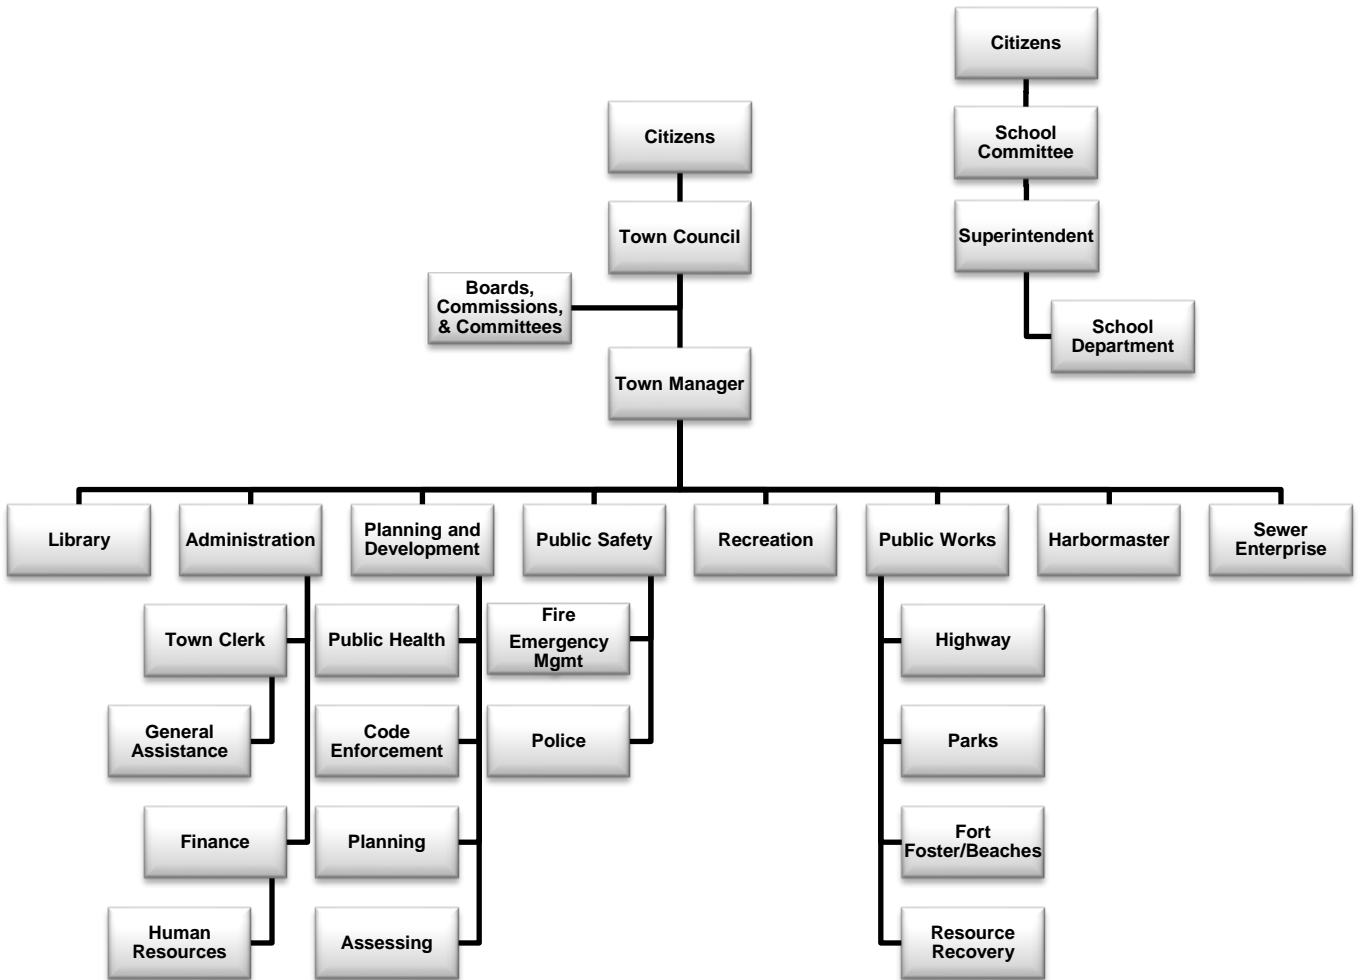 Citizens
School
Committee
Superintendent
School
Department
Citizens
Town Council
Boards,
Commissions,
& Committees
Town Manager
Library
Administration
Planning and
Development
Public Safety
Recreation
Public Works
Harbormaster
Sewer
Enterprise
Town Clerk
General
Assistance
Finance
Human
Resources
Public Health
Code
Enforcement
Planning
Assessing
Fire
Emergency
Mgmt
Police
Highway
Parks
Fort
Foster/Beaches
Resource
Recovery